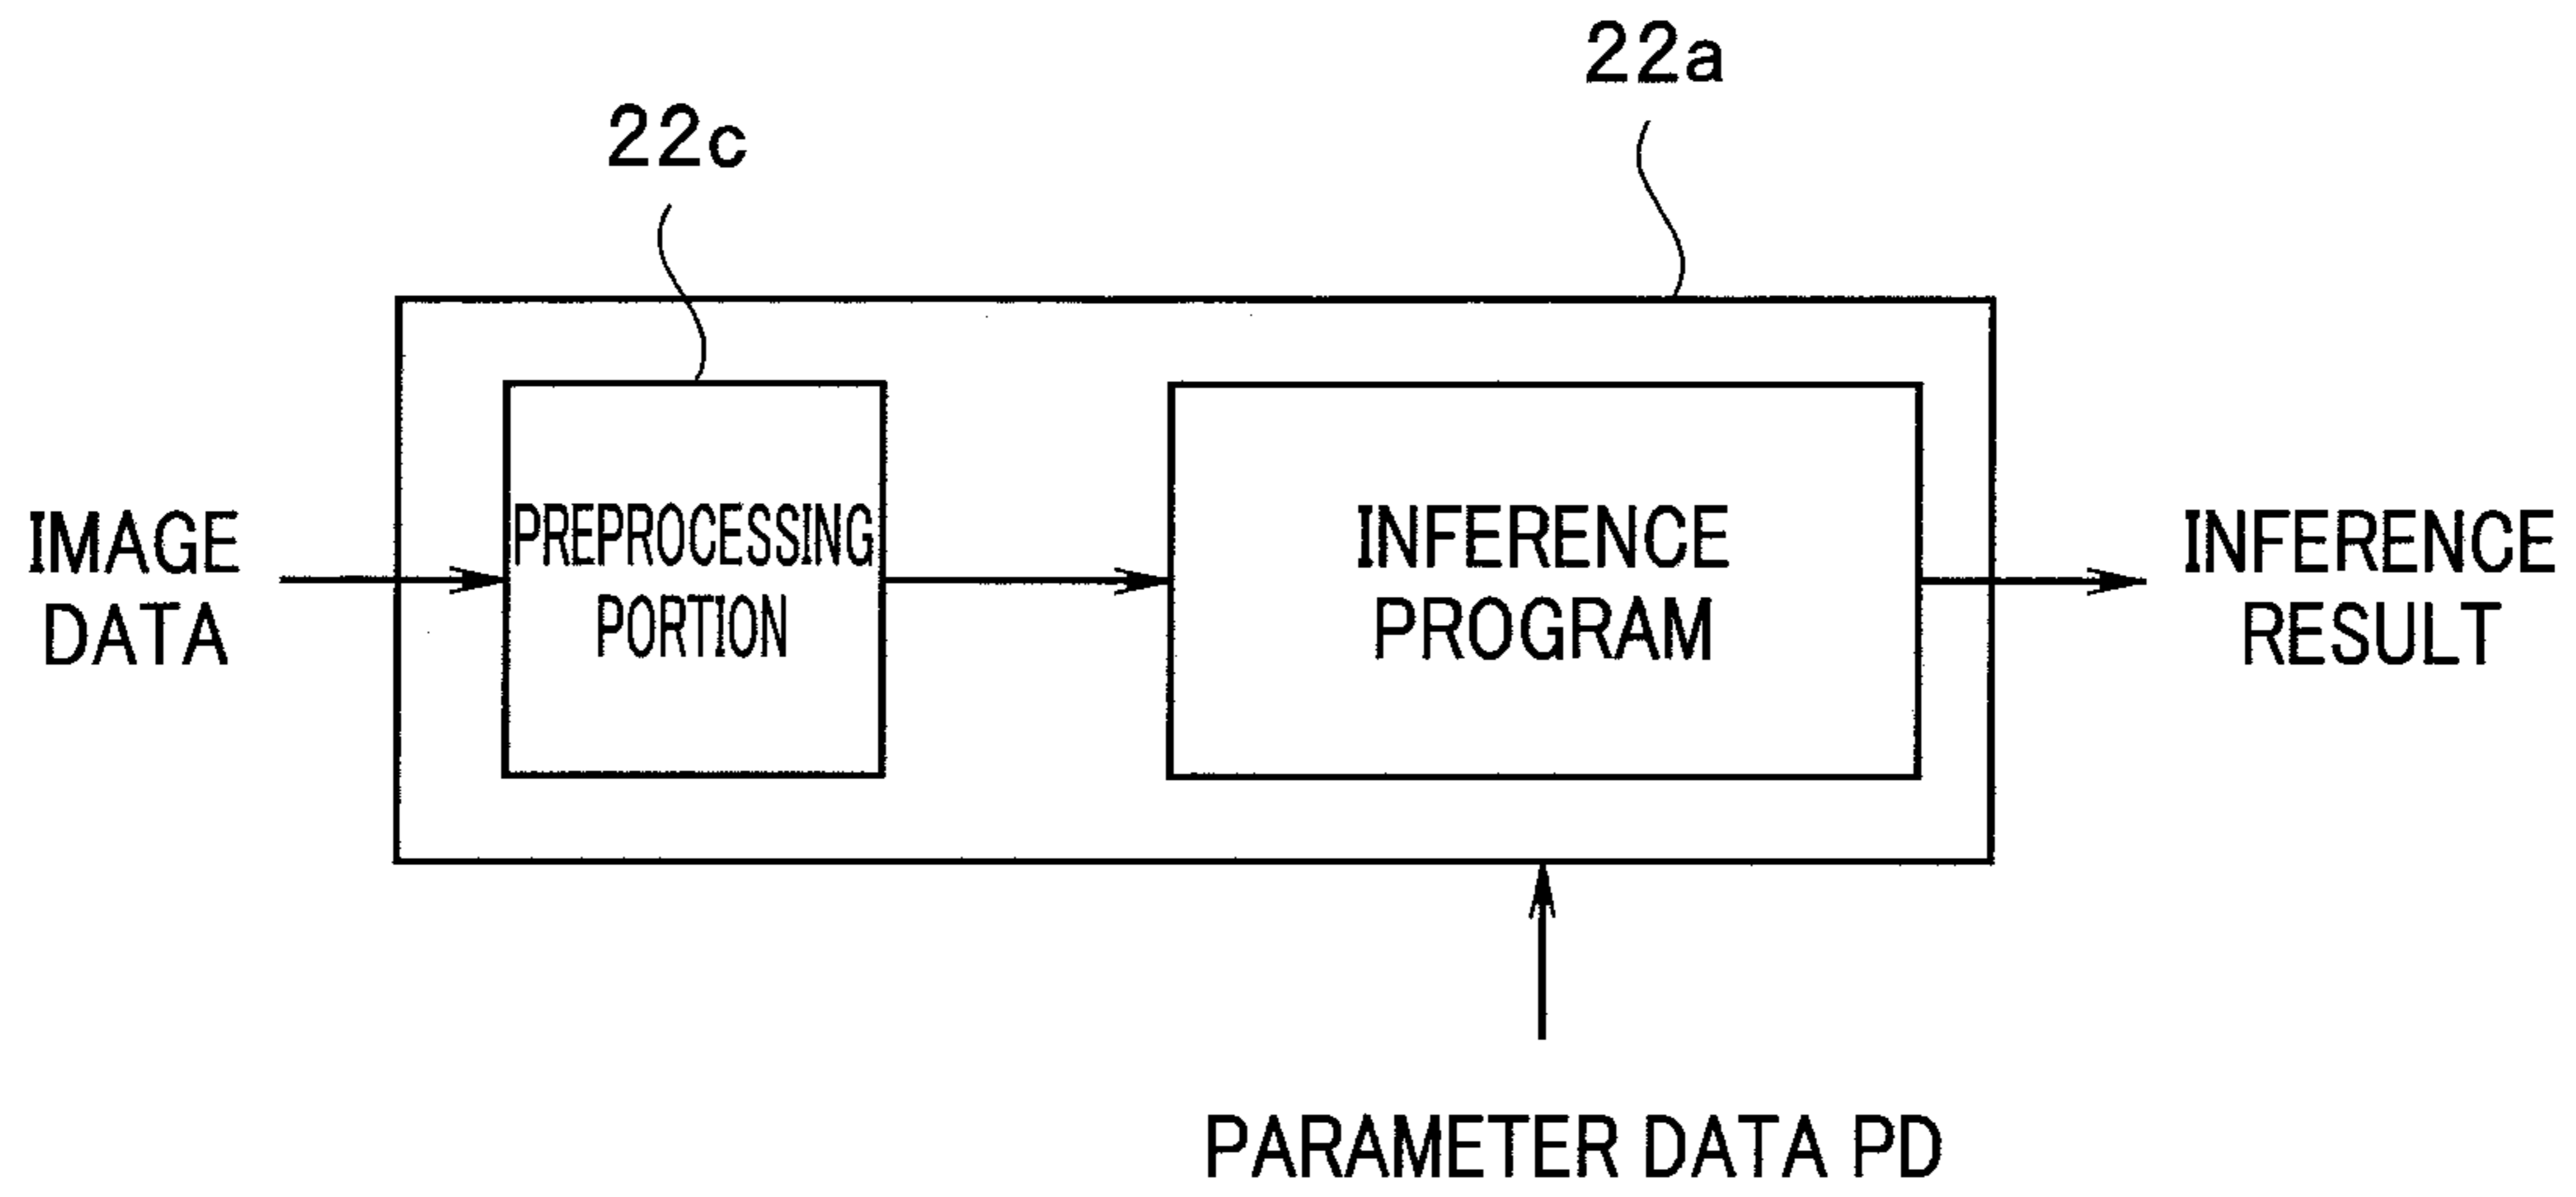 22a
22c
IMAGE
DATA
PREPROCESSING
PORTION
INFERENCE
PROGRAM
INFERENCE
RESULT
PARAMETER DATA PD